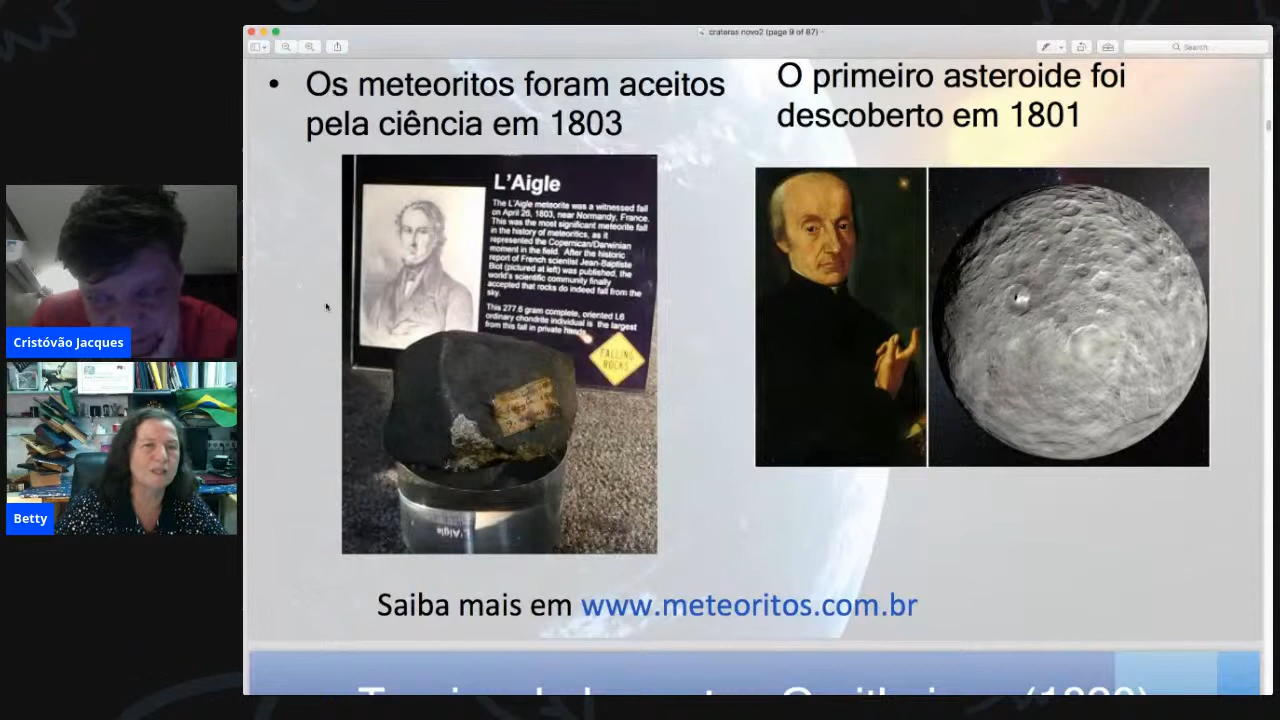 crateras novo2 (page 9 of 87)
Search
• Os meteoritos foram aceitos
pela ciência em 1803
O primeiro asteroide foi
descoberto em 1801
L'Aigle
The L'Aigle meteorite was a witnessed fall
on April 26, 1803, near Normandy, France.
This was the most significant meteorite fall
in the history of meteoritics, as it
represented the Copernican/Darwinian
moment in the field. After the historic
report of French scientist Jean-Baptiste
Biot (pictured at left) was published, the
world's scientific community finally
accepted that rocks do indeed fall from the
sky.
This 277.6 gram complete, oriented L6
ordinary chondrite individual is the largest
from this fall in private hands.
FALLING
ROCKS
L'Aigle
Saiba mais em www.meteoritos.com.br
Cristóvão Jacques
Betty